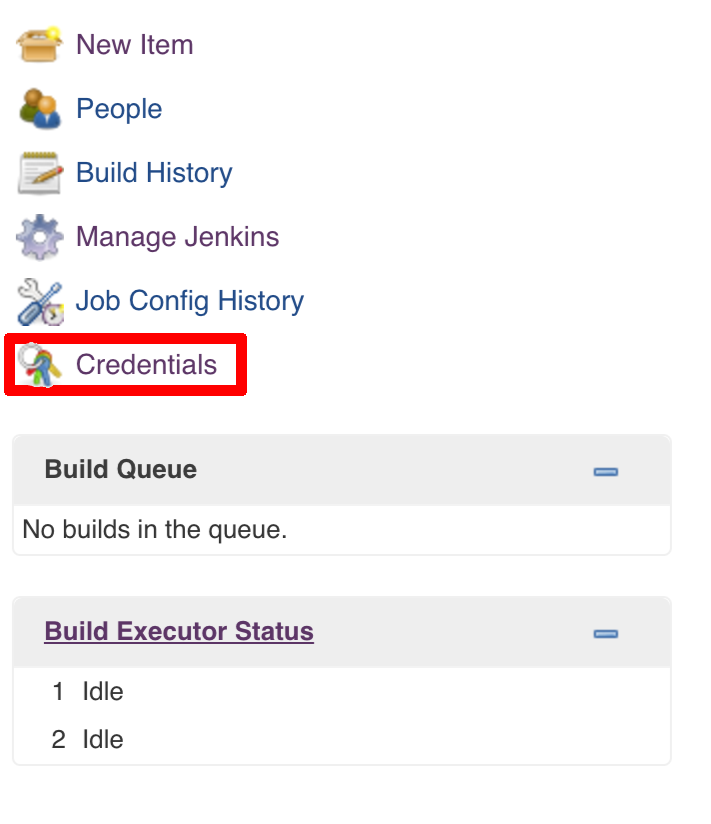 New Item
People
Build History
Manage Jenkins
Job Config History
Credentials
Build Queue
No builds in the queue.
Build Executor Status
1 Idle
2 Idle